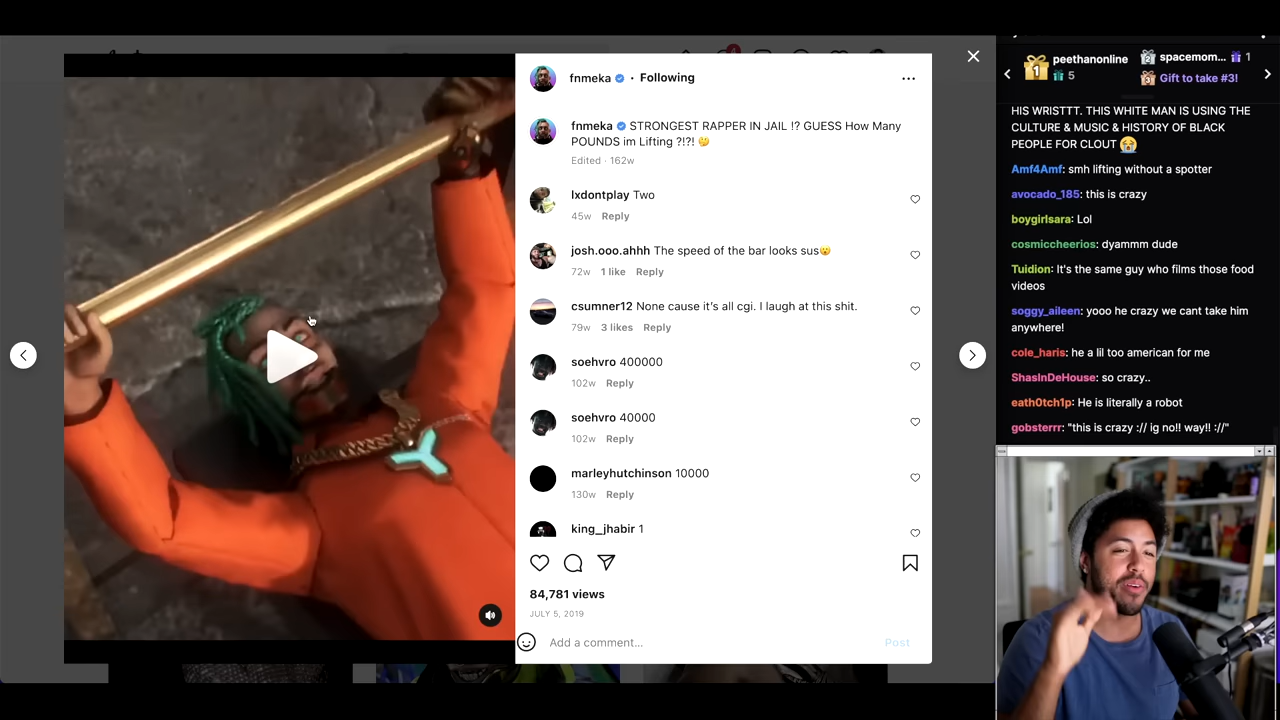 fnmeka • Following
fnmeka STRONGEST RAPPER IN JAIL !? GUESS How Many
POUNDS im Lifting ?!?! 🤔
Edited · 162w
lxdontplay Two
45w Reply
josh.ooo.ahhh The speed of the bar looks sus😮
72w 1 like Reply
csumner12 None cause it's all cgi. I laugh at this shit.
79w 3 likes Reply
soehvro 400000
102w Reply
soehvro 40000
102w Reply
marleyhutchinson 10000
130w Reply
king_jhabir 1
84,781 views
JULY 5, 2019
Add a comment...
Post
1 peethanonline
5
2 spacemom... 1
3 Gift to take #3!
HIS WRISTTT. THIS WHITE MAN IS USING THE
CULTURE & MUSIC & HISTORY OF BLACK
PEOPLE FOR CLOUT 😭
Amf4Amf: smh lifting without a spotter
avocado_185: this is crazy
boygirlsara: Lol
cosmiccheerios: dyammm dude
Tuidion: It's the same guy who films those food
videos
soggy_aileen: yooo he crazy we cant take him
anywhere!
cole_haris: he a lil too american for me
ShasInDeHouse: so crazy..
eath0tch1p: He is literally a robot
gobsterrr: "this is crazy :// ig no!! way!! ://"